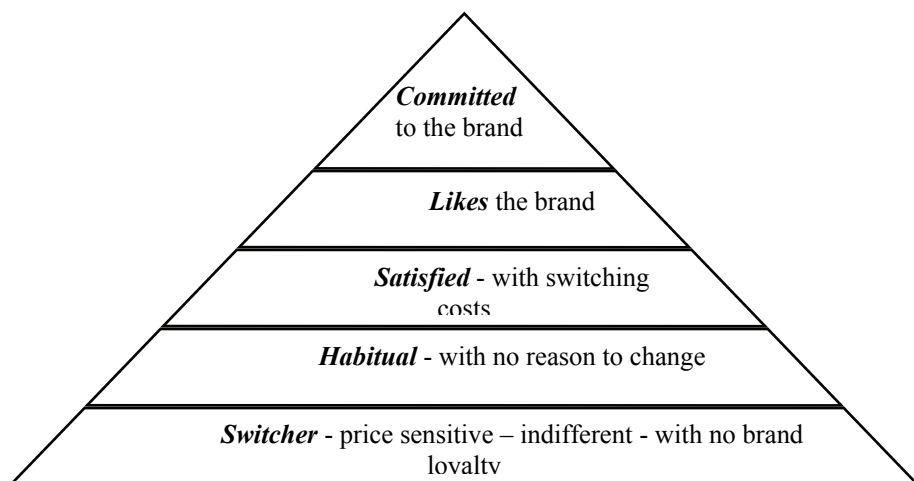 Committed
to the brand
Likes the brand
Satisfied - with switching
costs
Habitual - with no reason to change
Switcher - price sensitive – indifferent - with no brand
loyalty